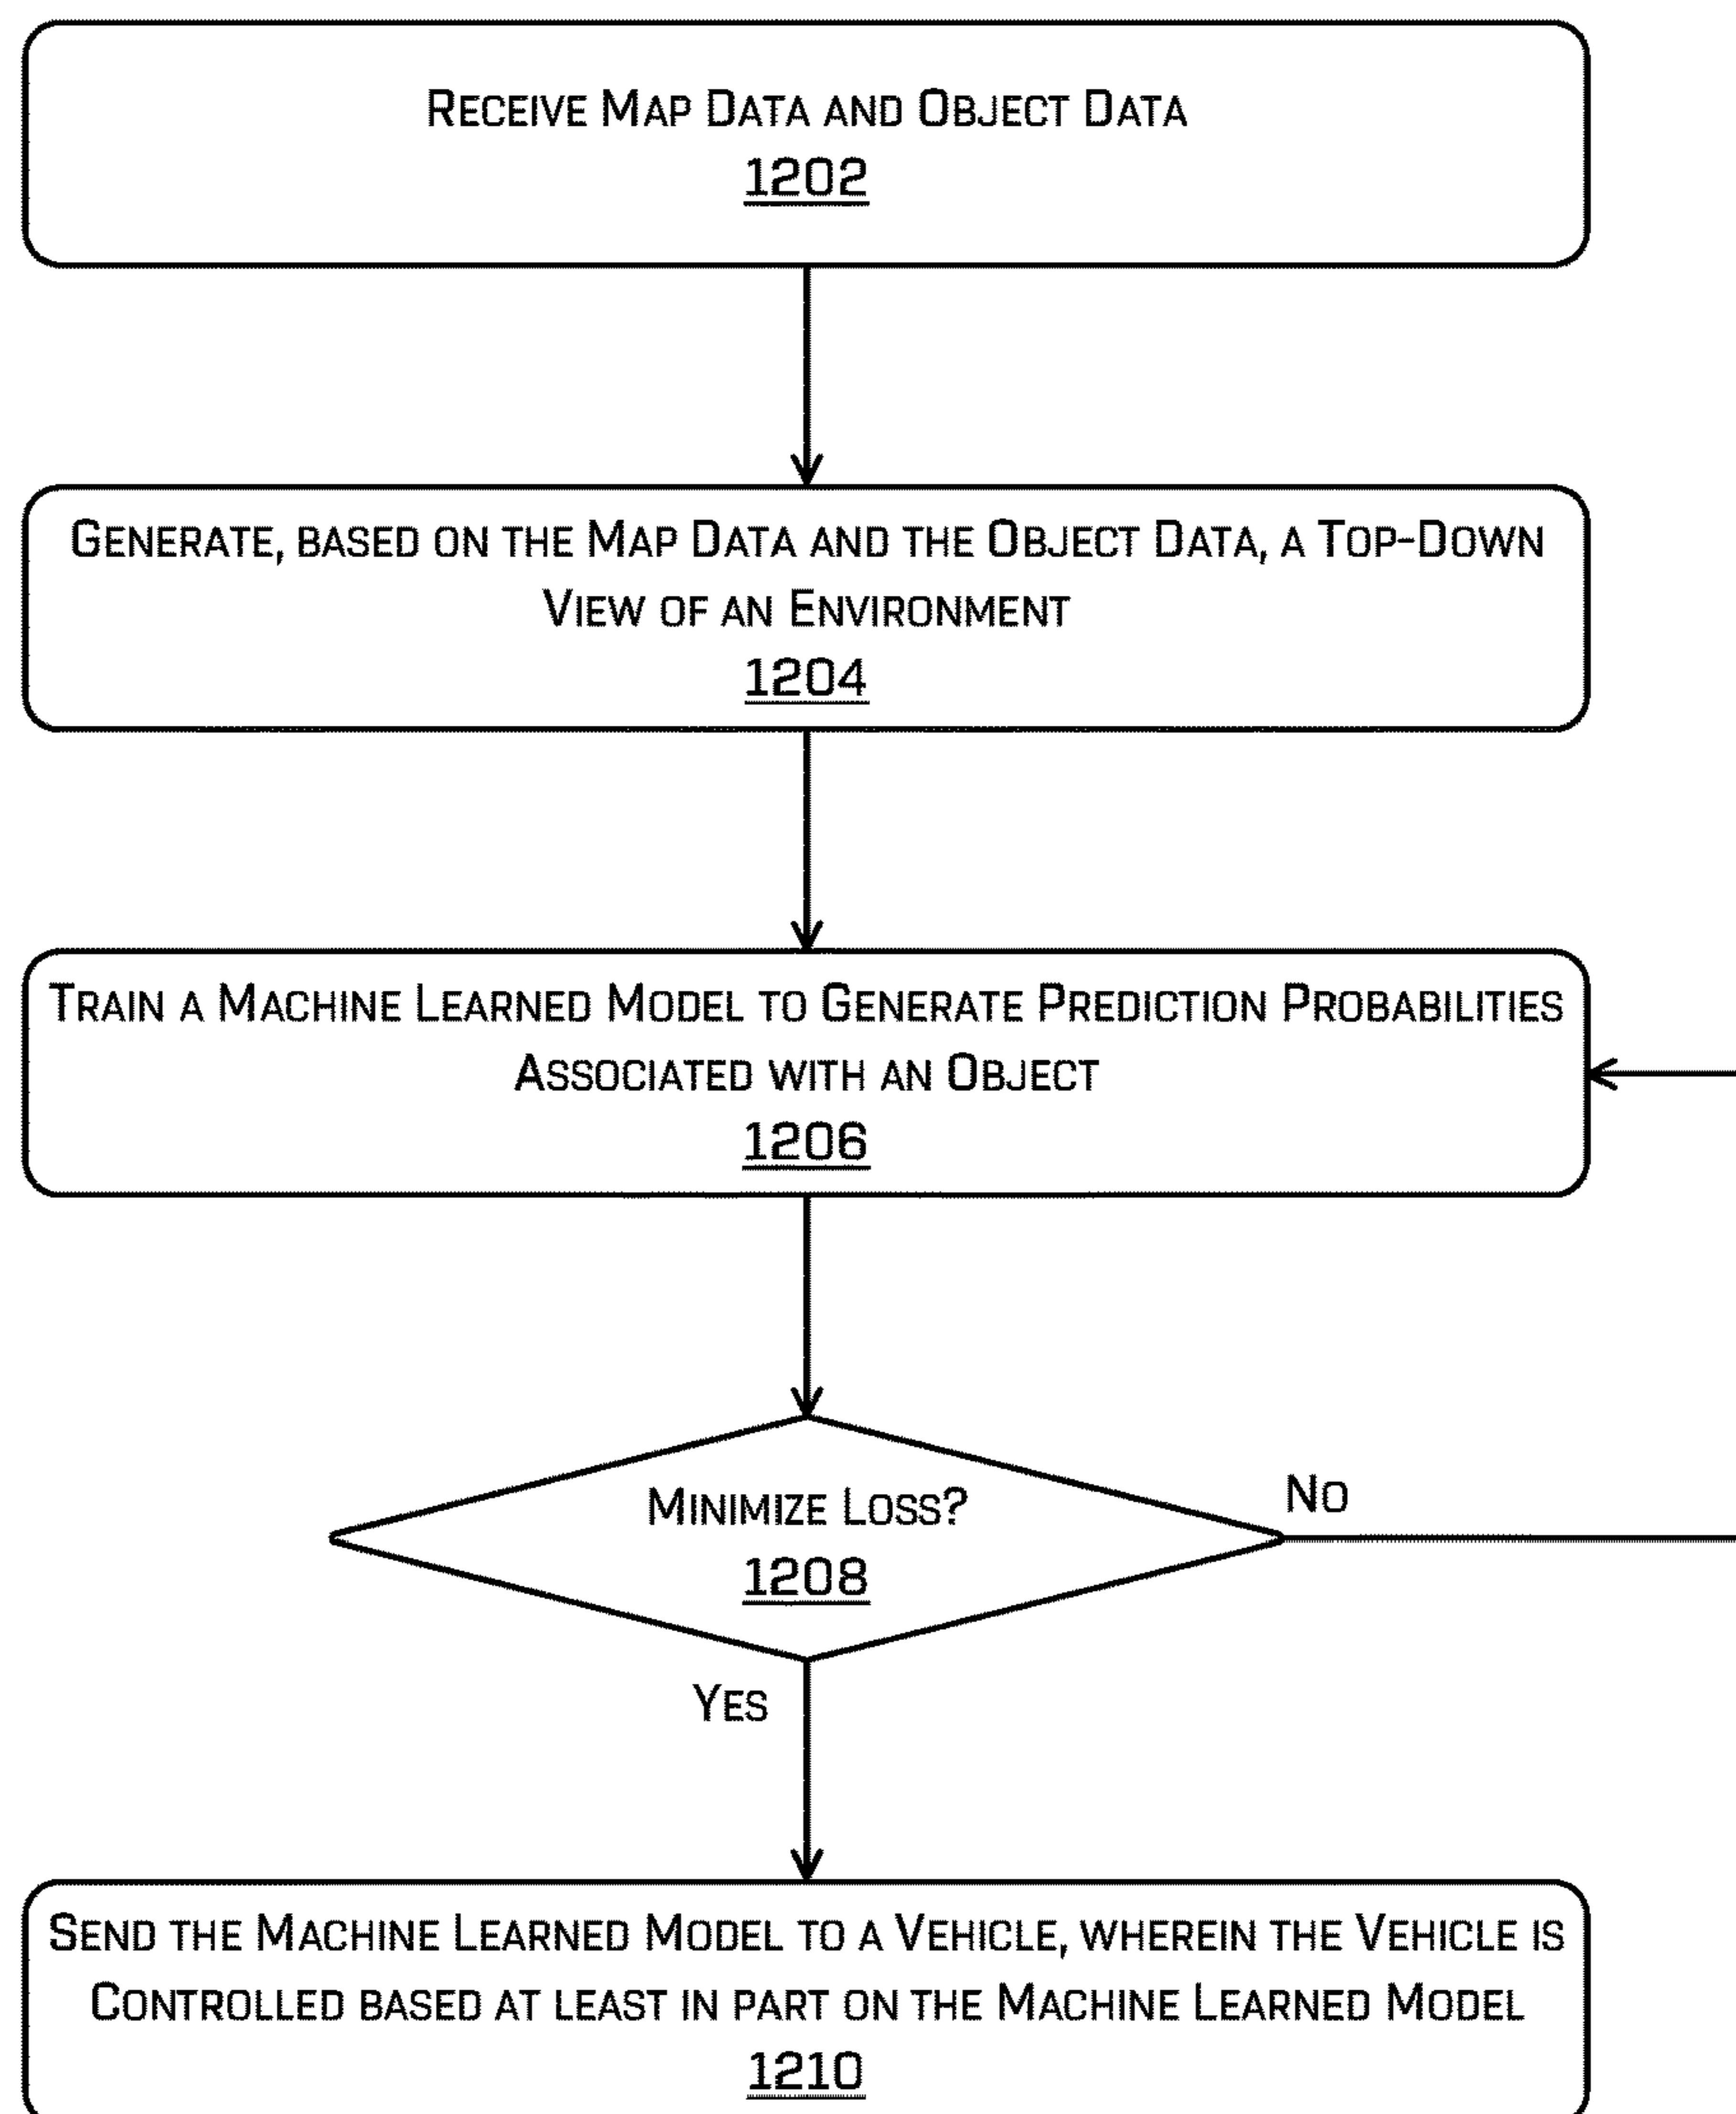 Receive Map Data and Object Data
1202
Generate, based on the Map Data and the Object Data, a Top-Down
View of an Environment
1204
Train a Machine Learned Model to Generate Prediction Probabilities
Associated with an Object
1206
Minimize Loss?
1208
No
Yes
Send the Machine Learned Model to a Vehicle, wherein the Vehicle is
Controlled based at least in part on the Machine Learned Model
1210